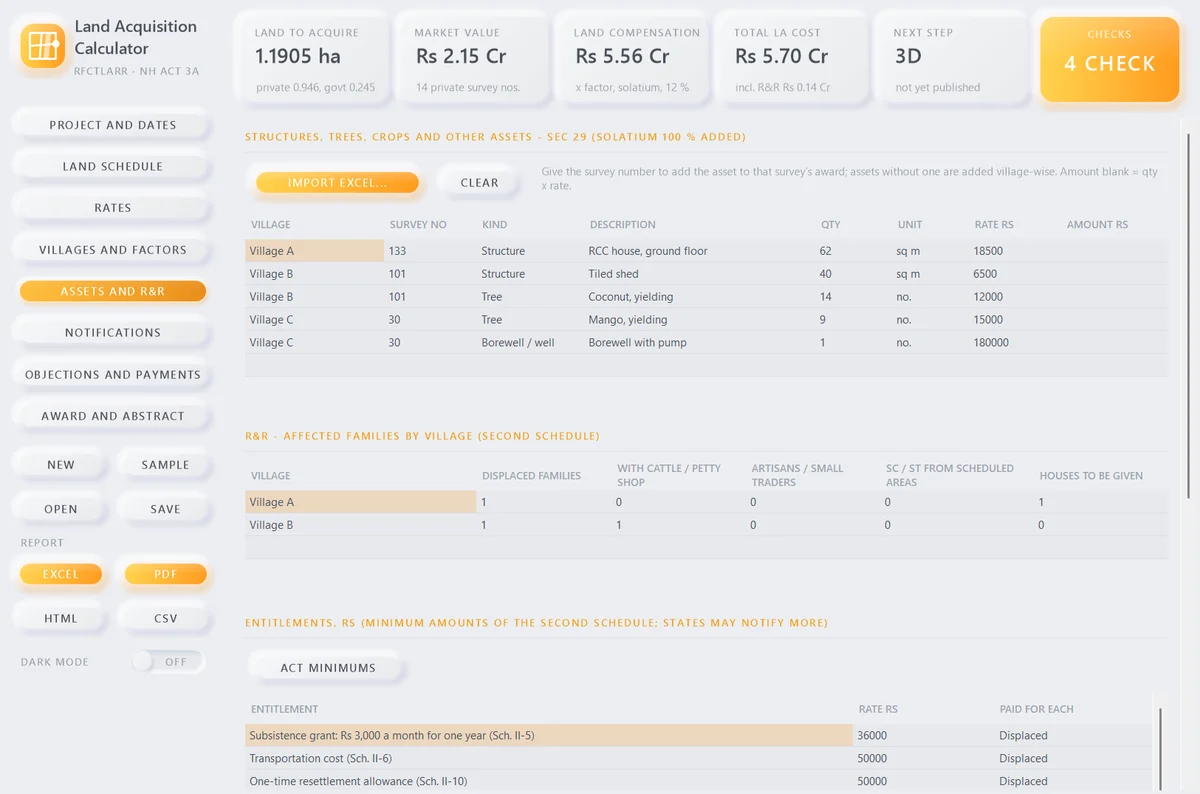 Land Acquisition
Calculator
RFCTLARR · NH ACT 3A
LAND TO ACQUIRE
1.1905 ha
private 0.946, govt 0.245
MARKET VALUE
Rs 2.15 Cr
14 private survey nos.
LAND COMPENSATION
Rs 5.56 Cr
x factor, solatium, 12 %
TOTAL LA COST
Rs 5.70 Cr
incl. R&R Rs 0.14 Cr
NEXT STEP
3D
not yet published
CHECKS
4 CHECK
PROJECT AND DATES
LAND SCHEDULE
RATES
VILLAGES AND FACTORS
ASSETS AND R&R
NOTIFICATIONS
OBJECTIONS AND PAYMENTS
AWARD AND ABSTRACT
NEW SAMPLE
OPEN SAVE
REPORT
EXCEL PDF
HTML CSV
DARK MODE OFF
STRUCTURES, TREES, CROPS AND OTHER ASSETS - SEC 29 (SOLATIUM 100 % ADDED)
IMPORT EXCEL... CLEAR
Give the survey number to add the asset to that survey's award; assets without one are added village-wise. Amount blank = qty
x rate.
VILLAGE SURVEY NO KIND DESCRIPTION QTY UNIT RATE RS AMOUNT RS
Village A 133 Structure RCC house, ground floor 62 sq m 18500
Village B 101 Structure Tiled shed 40 sq m 6500
Village B 101 Tree Coconut, yielding 14 no. 12000
Village C 30 Tree Mango, yielding 9 no. 15000
Village C 30 Borewell / well Borewell with pump 1 no. 180000
R&R - AFFECTED FAMILIES BY VILLAGE (SECOND SCHEDULE)
VILLAGE DISPLACED FAMILIES WITH CATTLE / PETTY SHOP ARTISANS / SMALL TRADERS SC / ST FROM SCHEDULED AREAS HOUSES TO BE GIVEN
Village A 1 0 0 0 1
Village B 1 1 0 0 0
ENTITLEMENTS, RS (MINIMUM AMOUNTS OF THE SECOND SCHEDULE; STATES MAY NOTIFY MORE)
ACT MINIMUMS
ENTITLEMENT RATE RS PAID FOR EACH
Subsistence grant: Rs 3,000 a month for one year (Sch. II-5) 36000 Displaced
Transportation cost (Sch. II-6) 50000 Displaced
One-time resettlement allowance (Sch. II-10) 50000 Displaced